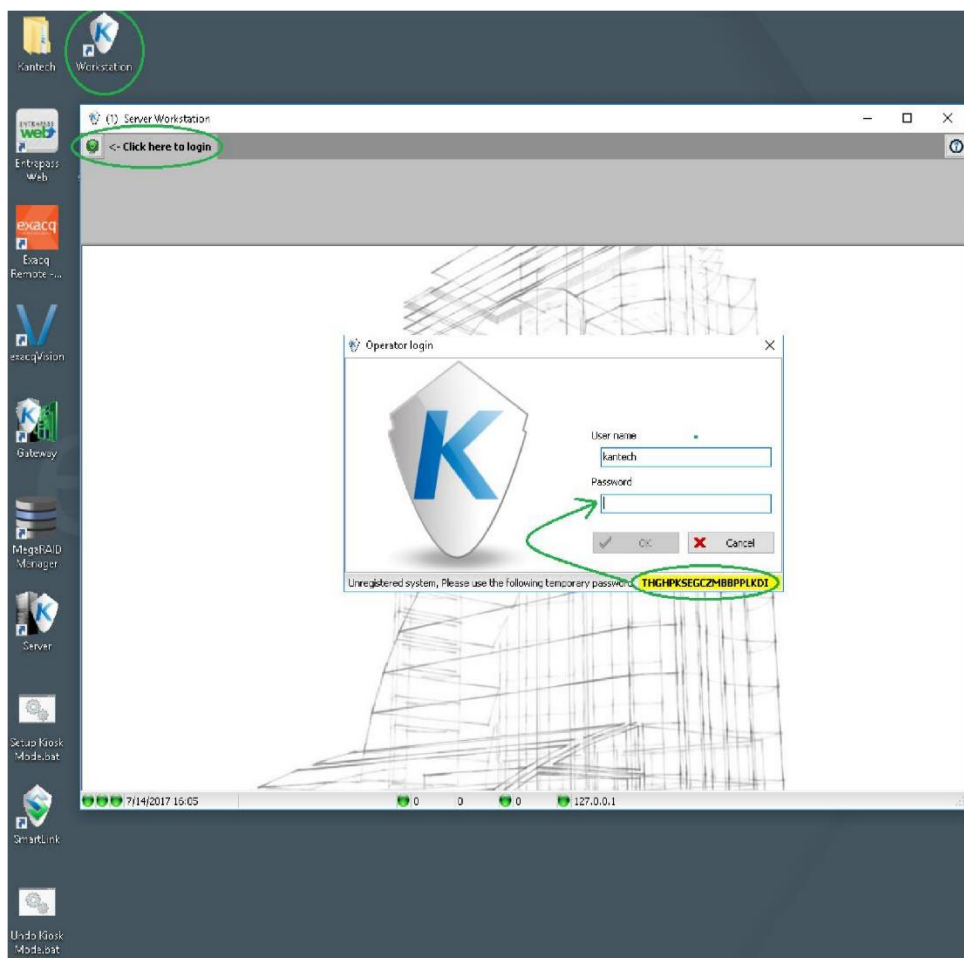 Kantech
Workstation
(1) Server Workstation
<- Click here to login
ENTRAPASS
web
Entrapass
Web
exacq
Exacq
Remote -...
exacqVision
K
Gateway
MegaRAID
Manager
K
Server
Setup Kiosk
Mode.bat
SmartLink
Undo Kiosk
Mode.bat
Operator login
K
User name
kantech
Password
OK
Cancel
Unregistered system, Please use the following temporary password
THGHPKSEGCZMBBPPLKDI
7/14/2017 16:05
0
0
0
127.0.0.1